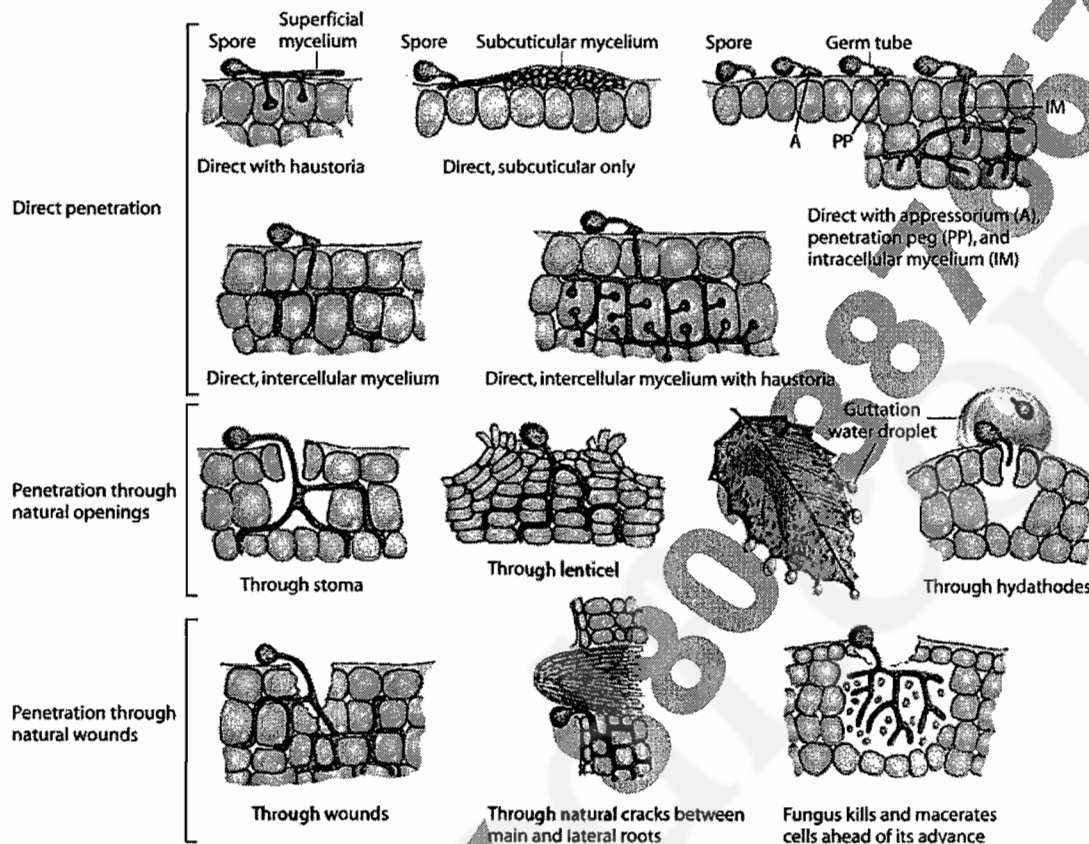 Superficial
mycelium
Spore
Spore
Subcuticular mycelium
Spore
Germ tube
IM
A
PP
Direct with haustoria
Direct, subcuticular only
Direct penetration
Direct with appressorium (A),
penetration peg (PP), and
intracellular mycelium (IM)
Direct, intercellular mycelium
Direct, intercellular mycelium with haustoria
Guttation
water droplet
Penetration through
natural openings
Through stoma
Through lenticel
Through hydathodes
Penetration through
natural wounds
Through wounds
Through natural cracks between
main and lateral roots
Fungus kills and macerates
cells ahead of its advance